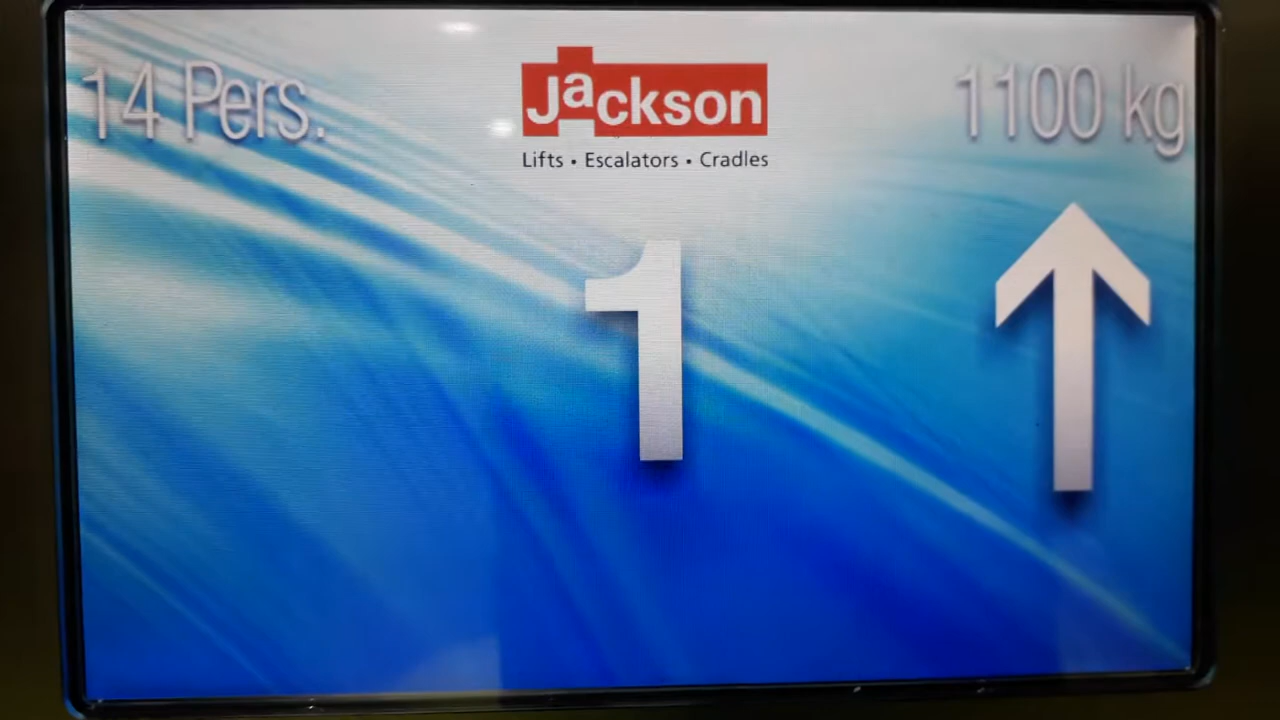 14 Pers.
Jackson
1100 kg
Lifts • Escalators • Cradles
1